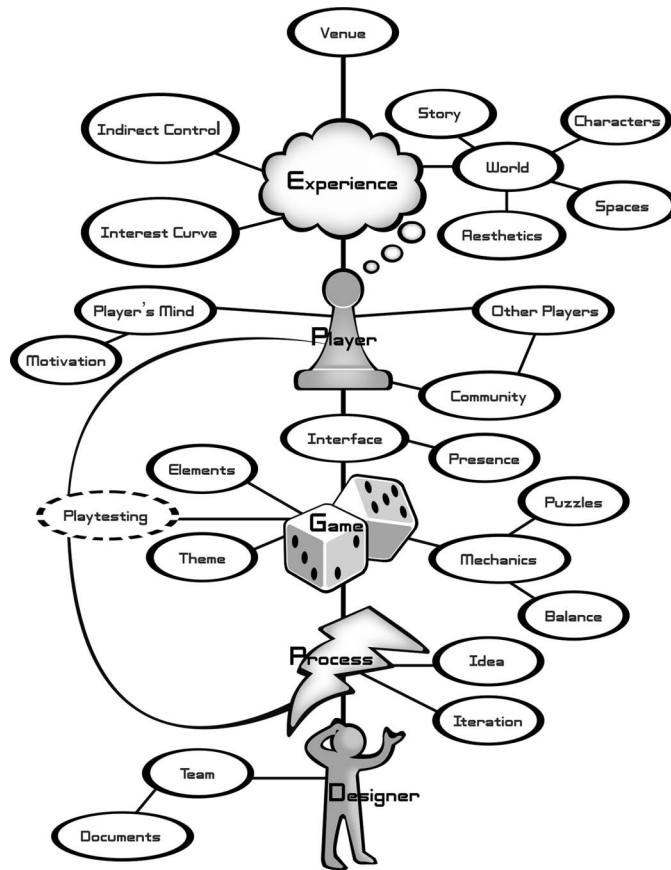 Venue
Story
Characters
Indirect Control
World
Experience
Spaces
Interest Curve
Aesthetics
Player's Mind
Other Players
Player
Motivation
Community
Interface
Presence
Elements
Puzzles
Playtesting
Game
Theme
Mechanics
Balance
Process
Idea
Iteration
Team
Designer
Documents